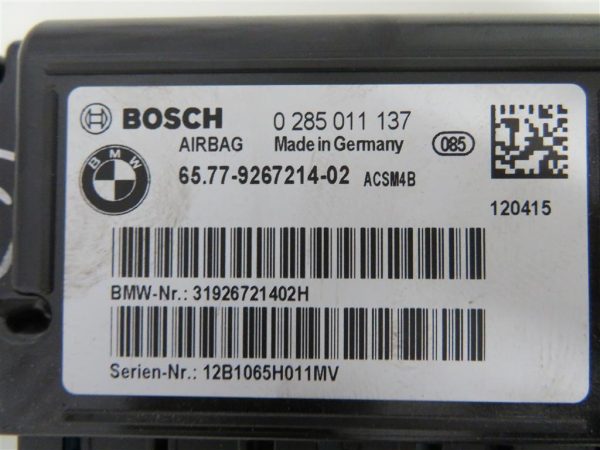 BOSCH 0 285 011 137
AIRBAG Made in Germany 085
BMW
65.77-9267214-02 ACSM4B
120415
BMW-Nr.: 31926721402H
Serien-Nr.: 12B1065H011MV